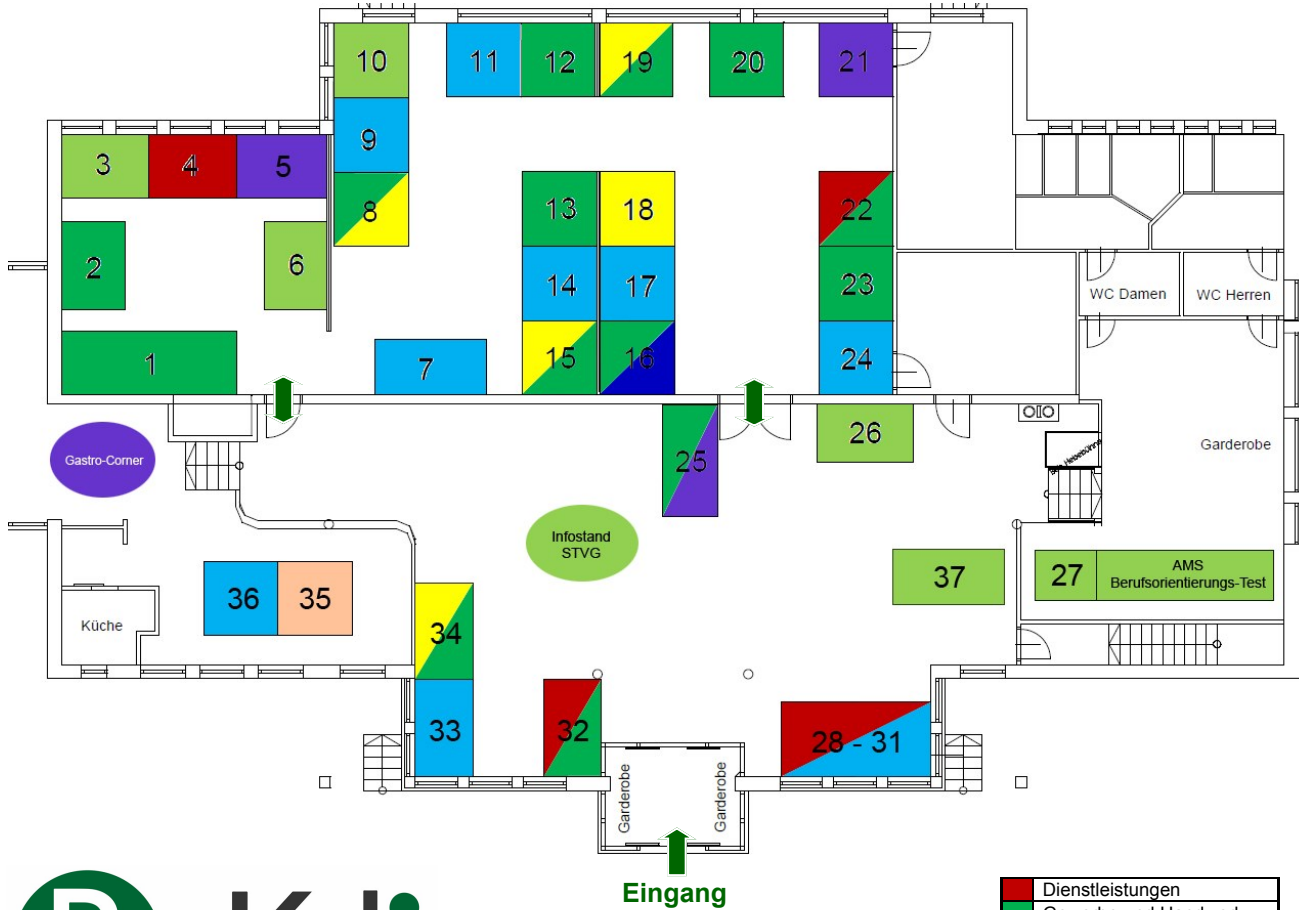 10
11
12
19
20
21
9
3
4
5
8
13
18
22
2
6
14
17
23
WC Damen
WC Herren
1
7
15
16
24
26
Gastro-Corner
25
Garderobe
Infostand
STVG
36
35
37
27
AMS
Berufsorientierungs-Test
Küche
34
33
32
28 - 31
Garderobe
Garderobe
Eingang
Dienstleistungen